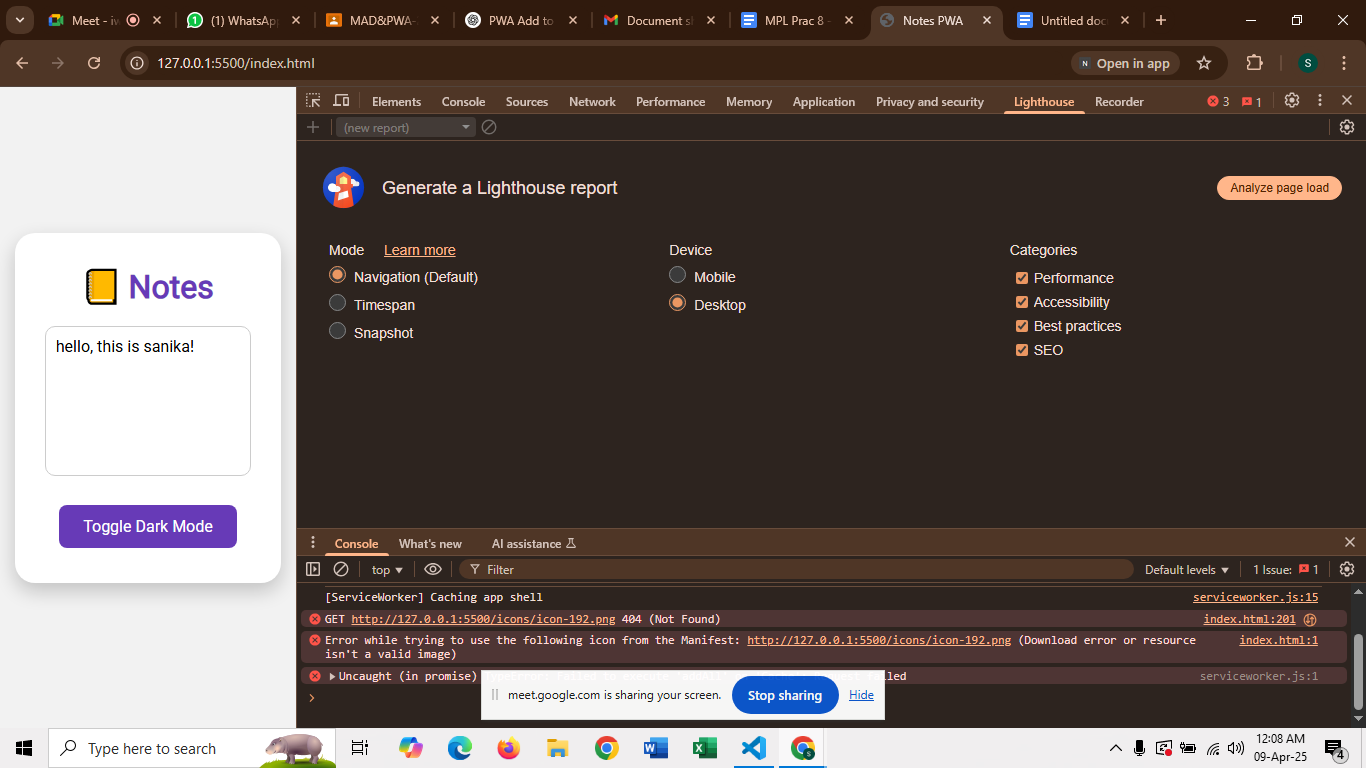 Meet - iw
(1) WhatsApp
MAD&PWA-
PWA Add to
Document sh
MPL Prac 8 -
Notes PWA
Untitled doc
127.0.0.1:5500/index.html
N Open in app
S
Elements Console Sources Network Performance Memory Application Privacy and security Lighthouse Recorder 3 1
(new report)
Generate a Lighthouse report
Analyze page load
Mode Learn more Device Categories
Navigation (Default) Mobile Performance
Timespan Desktop Accessibility
Snapshot Best practices
SEO
Notes
hello, this is sanika!
Toggle Dark Mode
Console What's new AI assistance
top Filter Default levels 1 Issue: 1
[ServiceWorker] Caching app shell serviceworker.js:15
GET http://127.0.0.1:5500/icons/icon-192.png 404 (Not Found) index.html:201
Error while trying to use the following icon from the Manifest: http://127.0.0.1:5500/icons/icon-192.png (Download error or resource index.html:1
isn't a valid image)
Uncaught (in promise) TypeError: Failed to execute 'addAll' failed serviceworker.js:1
meet.google.com is sharing your screen. Stop sharing Hide
Type here to search
12:08 AM
09-Apr-25
4